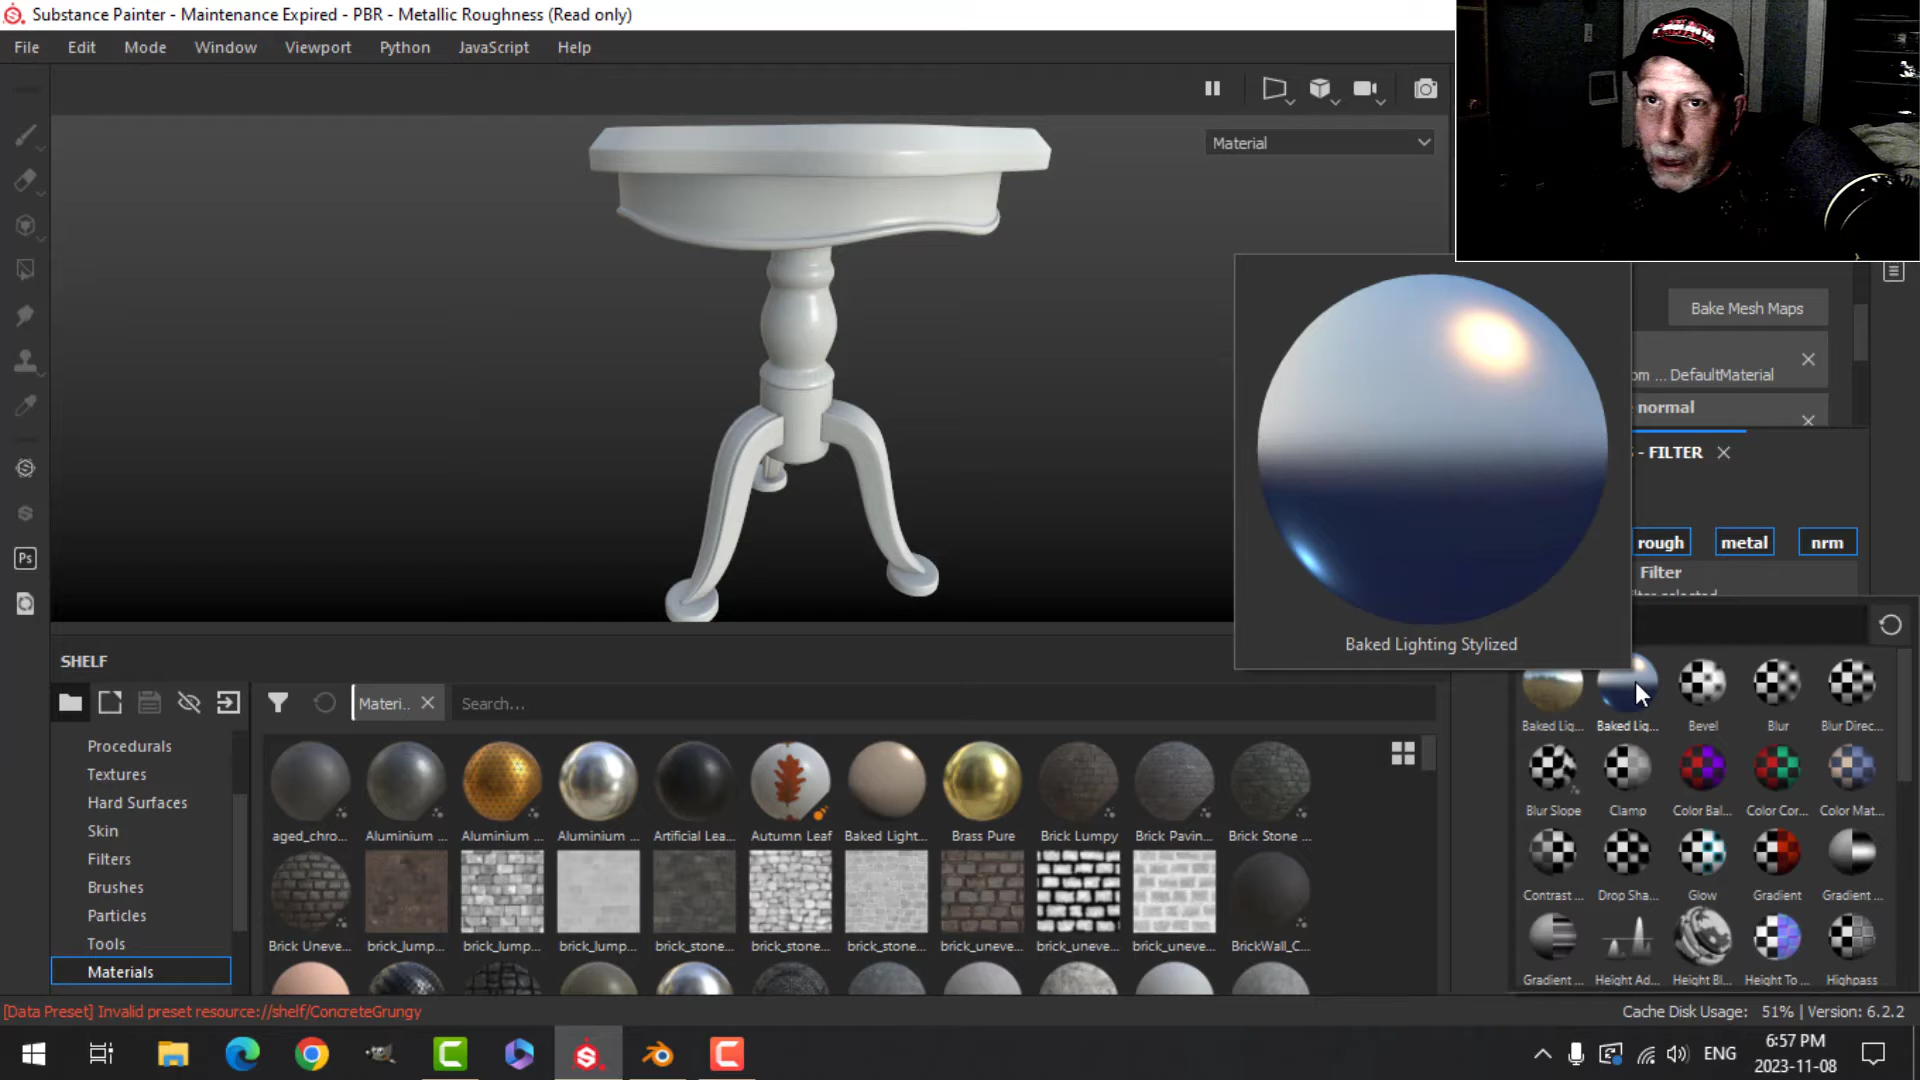 Substance Painter - Maintenance Expired - PBR - Metallic Roughness (Read only)
File Edit Mode Window Viewport Python JavaScript Help
Material
Bake Mesh Maps
om ... DefaultMaterial
normal
- FILTER
rough metal nrm
Filter
Baked Lighting Stylized
SHELF
Materi.. Search...
Procedurals
Textures
Hard Surfaces
Skin
Filters
Brushes
Particles
Tools
Materials
aged_chro... Aluminium ... Aluminium ... Aluminium ... Artificial Lea... Autumn Leaf Baked Light... Brass Pure Brick Lumpy Brick Pavin... Brick Stone ...
Brick Uneve... brick_lump... brick_lump... brick_lump... brick_stone... brick_stone... brick_stone... brick_uneve... brick_uneve... brick_uneve... BrickWall_C...
Baked Lig... Baked Lig... Bevel Blur Blur Direc...
Blur Slope Clamp Color Bal... Color Cor... Color Mat...
Contrast ... Drop Sha... Glow Gradient Gradient ...
Gradient ... Height Ad... Height Bl... Height To ... Highpass
[Data Preset] Invalid preset resource://shelf/ConcreteGrungy
Cache Disk Usage: 51% | Version: 6.2.2
Ps
ENG
6:57 PM
2023-11-08